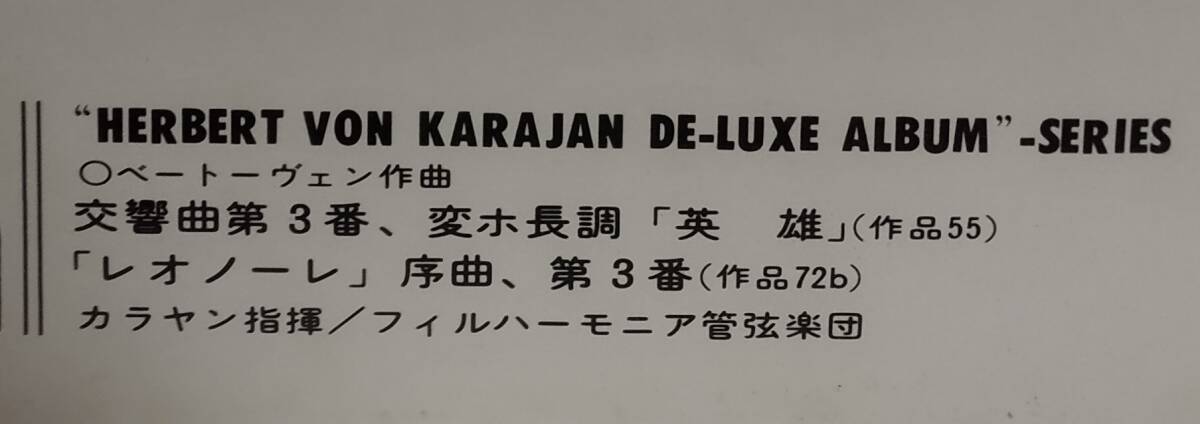 “HERBERT VON KARAJAN DE-LUXE ALBUM”-SERIES
○ベートーヴェン作曲
交響曲第3番、変ホ長調「英　雄」(作品55)
「レオノーレ」序曲、第3番(作品72b)
カラヤン指揮／フィルハーモニア管弦楽団